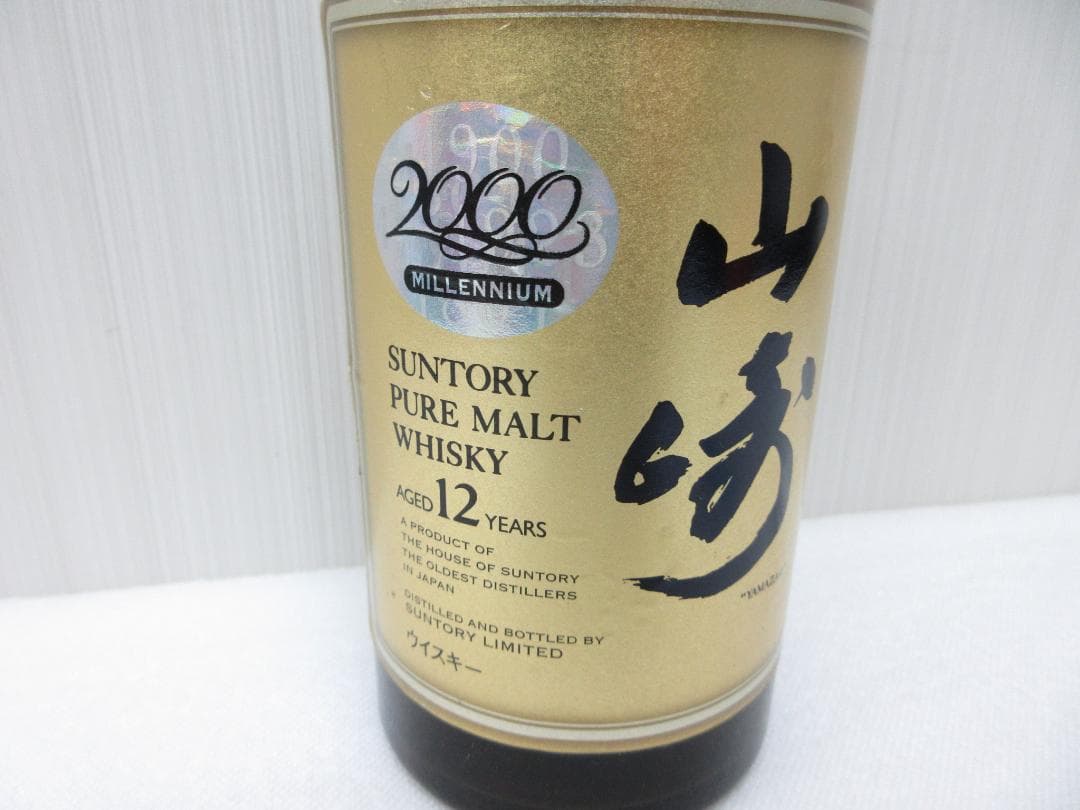 2000
MILLENNIUM
SUNTORY
PURE MALT
WHISKY
AGED 12 YEARS
A PRODUCT OF
THE HOUSE OF SUNTORY
THE OLDEST DISTILLERS
IN JAPAN
DISTILLED AND BOTTLED BY
SUNTORY LIMITED
ウイスキー
山崎